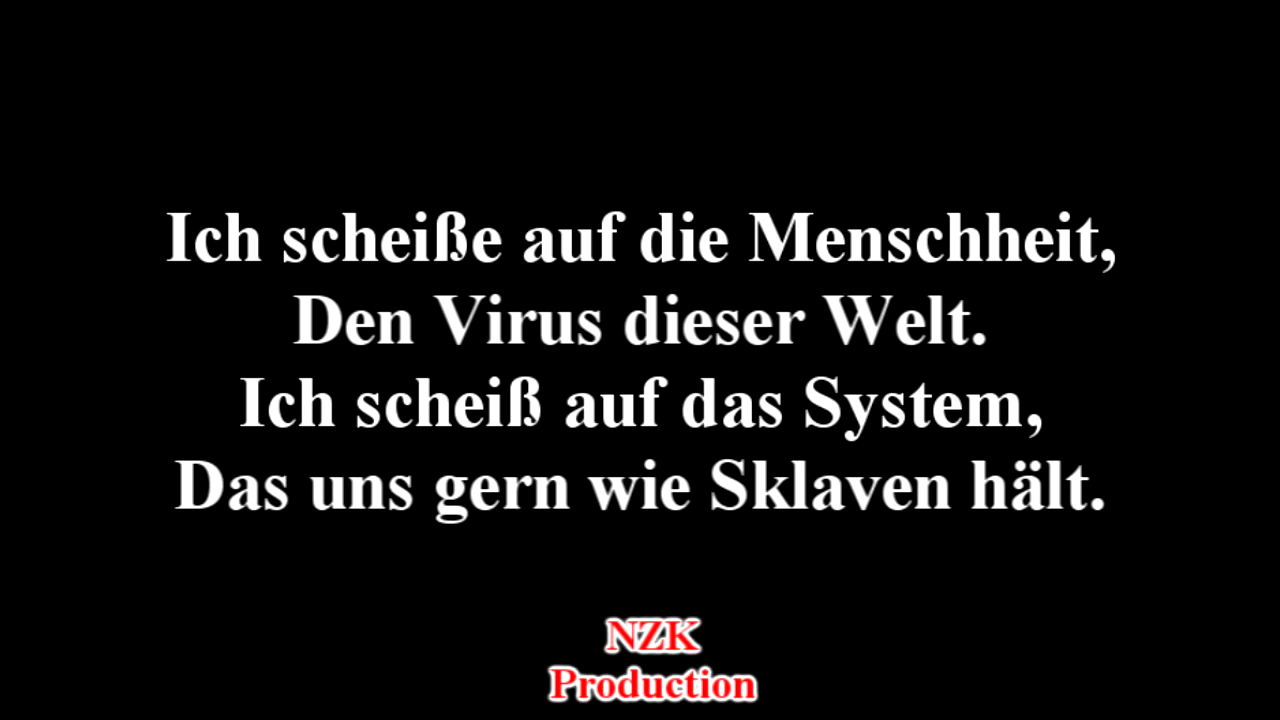 Ich scheiße auf die Menschheit,
Den Virus dieser Welt.
Ich scheiß auf das System,
Das uns gern wie Sklaven hält.
NZK
Production